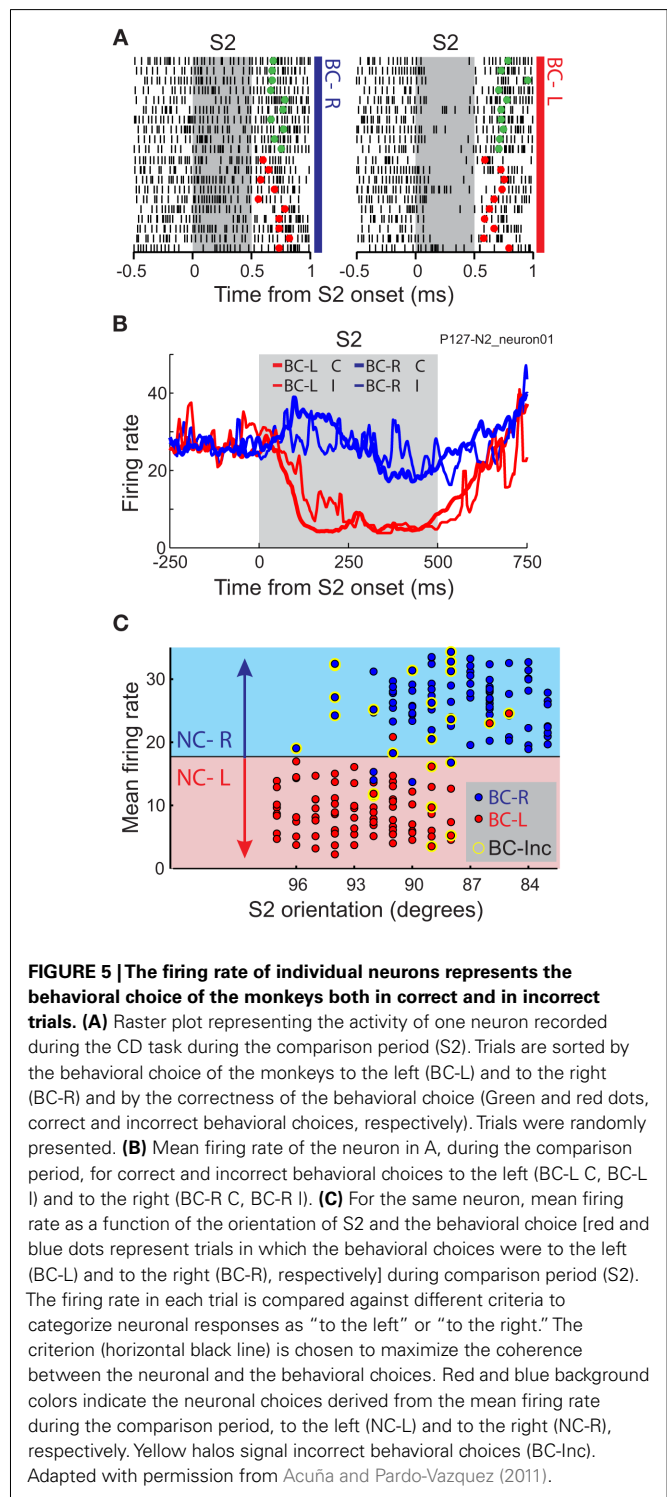 A
S2
S2
BC- R
BC- L
-0.5 0 0.5 1
-0.5 0 0.5 1
Time from S2 onset (ms)
Time from S2 onset (ms)
B
S2
P127-N2_neuron01
BC-L C BC-R C
BC-L I BC-R I
40
20
0
Firing rate
-250 0 250 500 750
Time from S2 onset (ms)
C
30
20
10
0
Mean firing rate
NC- R
NC- L
BC-R
BC-L
BC-Inc
96 93 90 87 84
S2 orientation (degrees)
FIGURE 5 | The firing rate of individual neurons represents the
behavioral choice of the monkeys both in correct and in incorrect
trials. (A) Raster plot representing the activity of one neuron recorded
during the CD task during the comparison period (S2). Trials are sorted by
the behavioral choice of the monkeys to the left (BC-L) and to the right
(BC-R) and by the correctness of the behavioral choice (Green and red dots,
correct and incorrect behavioral choices, respectively). Trials were randomly
presented. (B) Mean firing rate of the neuron in A, during the comparison
period, for correct and incorrect behavioral choices to the left (BC-L C, BC-L
I) and to the right (BC-R C, BC-R I). (C) For the same neuron, mean firing
rate as a function of the orientation of S2 and the behavioral choice [red and
blue dots represent trials in which the behavioral choices were to the left
(BC-L) and to the right (BC-R), respectively] during comparison period (S2).
The firing rate in each trial is compared against different criteria to
categorize neuronal responses as “to the left” or “to the right.” The
criterion (horizontal black line) is chosen to maximize the coherence
between the neuronal and the behavioral choices. Red and blue background
colors indicate the neuronal choices derived from the mean firing rate
during the comparison period, to the left (NC-L) and to the right (NC-R),
respectively. Yellow halos signal incorrect behavioral choices (BC-Inc).
Adapted with permission from Acuña and Pardo-Vazquez (2011).